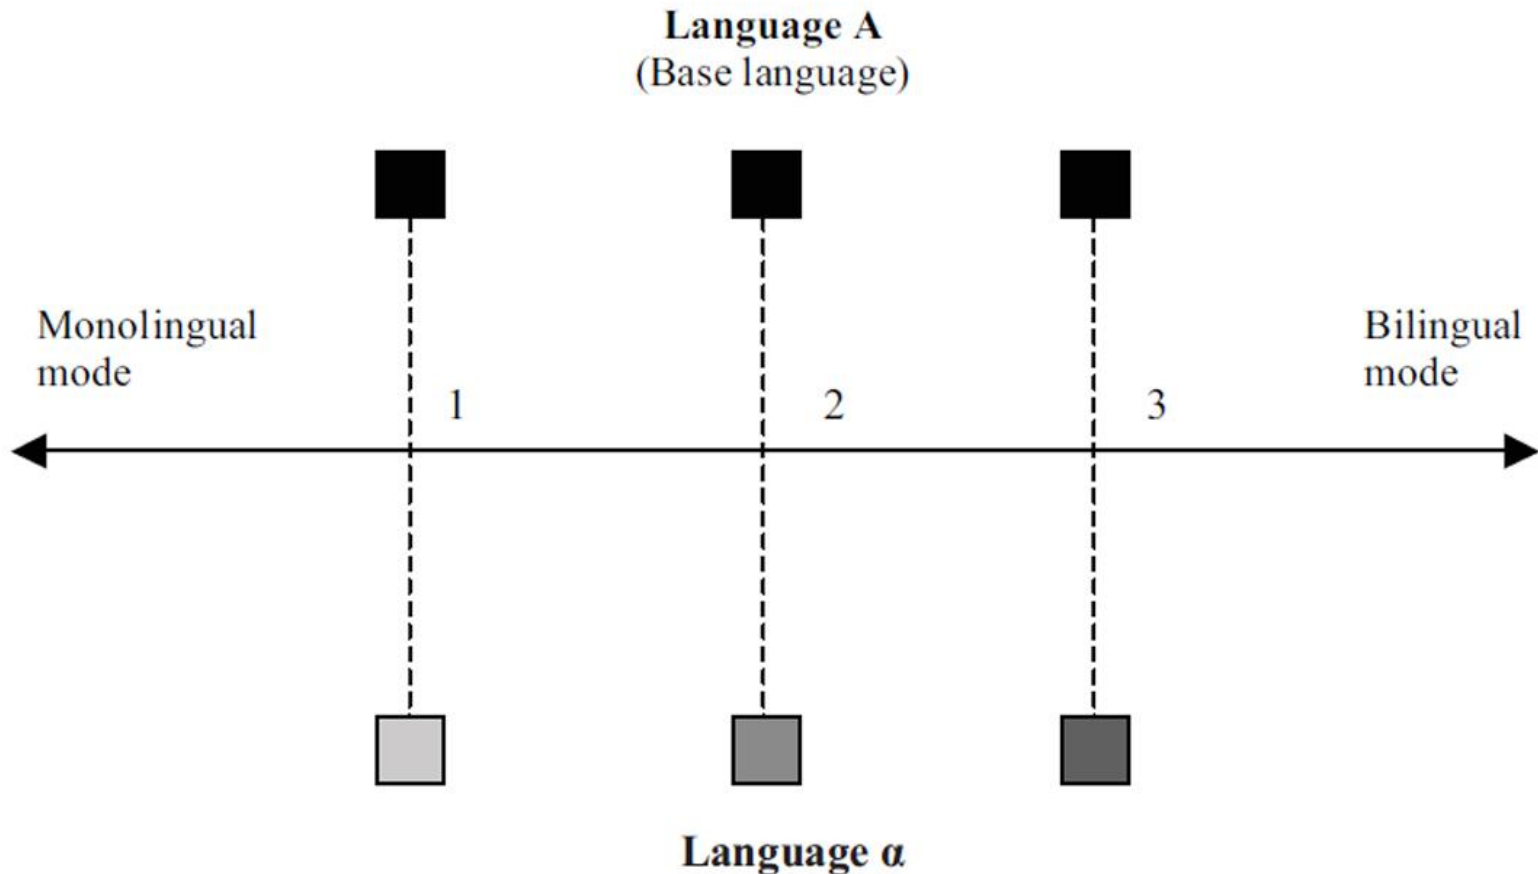 Language A
(Base language)
Monolingual
mode
Bilingual
mode
1
2
3
Language α